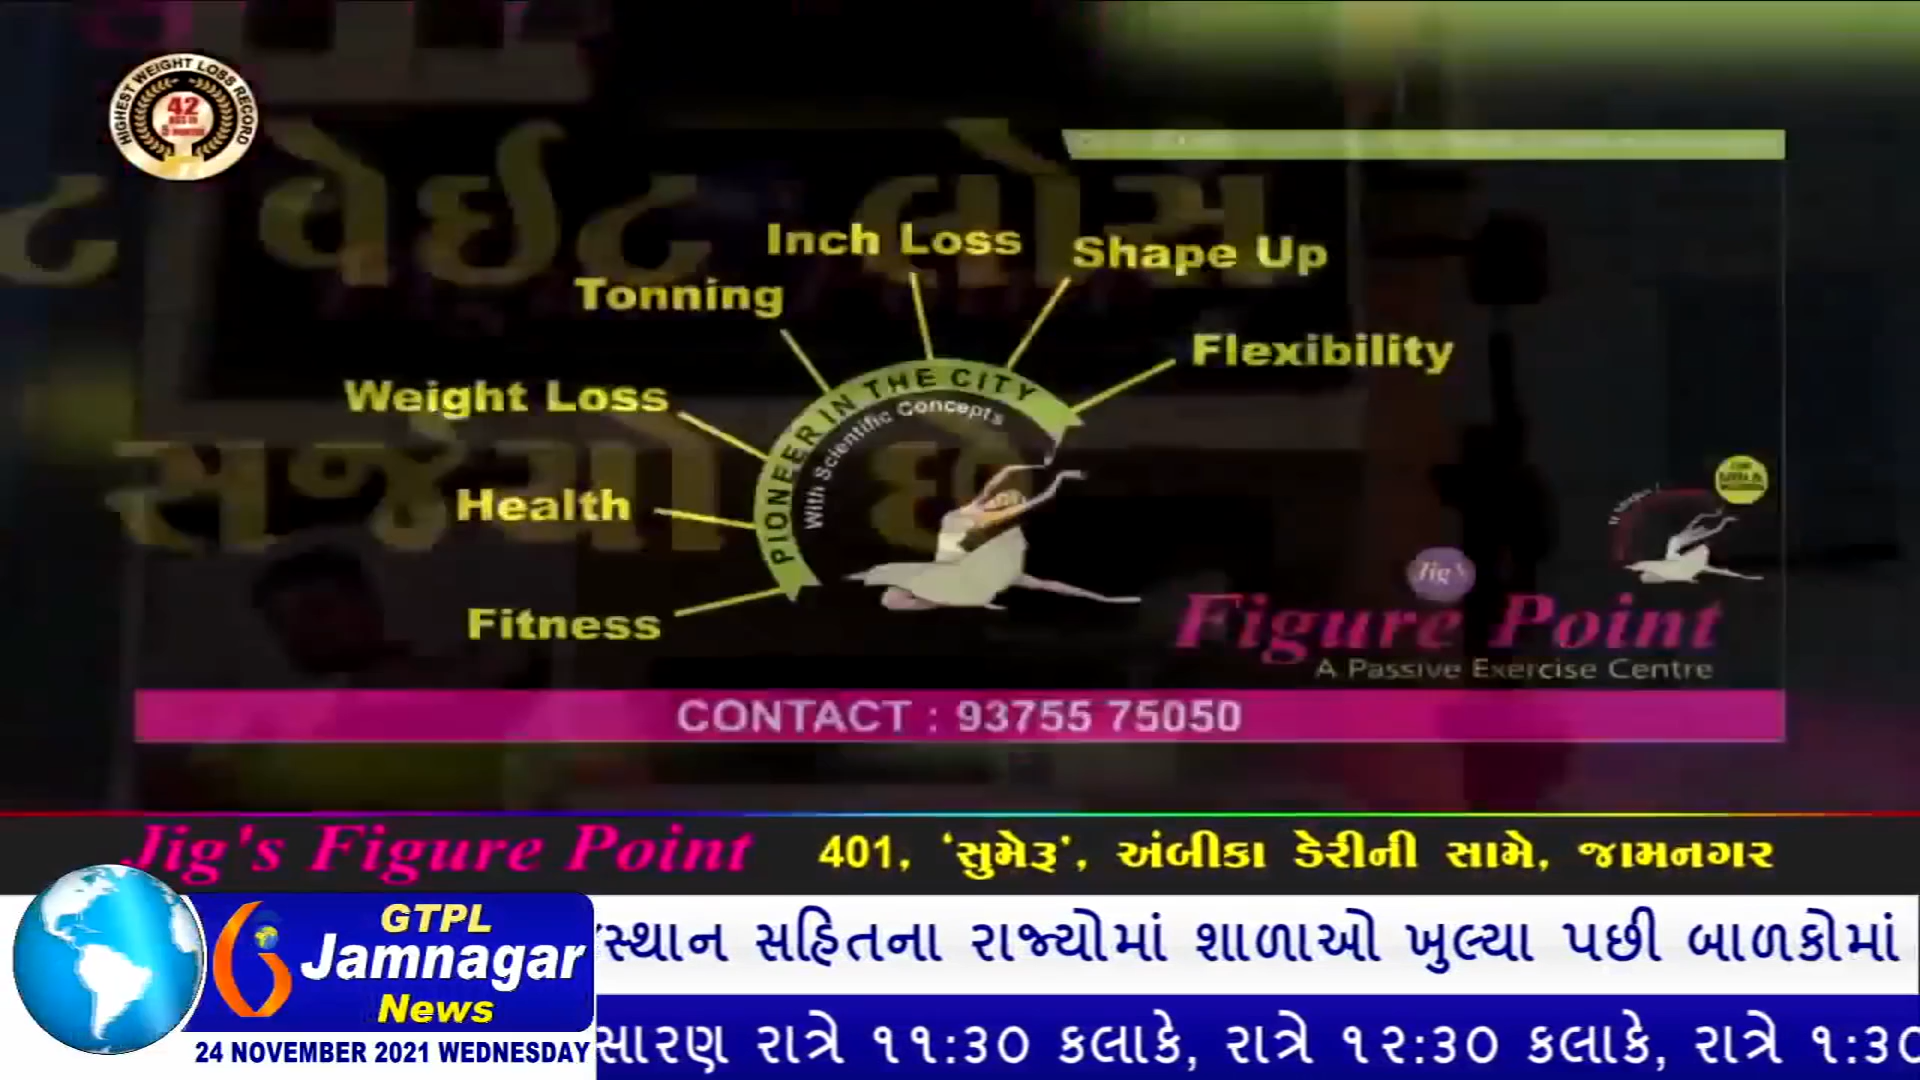 HIGHEST WEIGHT LOSS RECORD
42
ટ વેઈટ લોસ
Inch Loss
Shape Up
Tonning
Flexibility
Weight Loss
PIONEER IN THE CITY
With Scientific Concepts
સર્જાયો છે
Health
Fitness
Jig's
Figure Point
A Passive Exercise Centre
CONTACT : 93755 75050
Jig's Figure Point 401, ‘સુમેરૂ’, અંબીકા ડેરીની સામે, જામનગર
GTPL
Jamnagar
News
24 NOVEMBER 2021 WEDNESDAY
સ્થાન સહિતના રાજ્યોમાં શાળાઓ ખુલ્યા પછી બાળકોમાં
સારણ રાત્રે ૧૧:૩૦ કલાકે, રાત્રે ૧૨:૩૦ કલાકે, રાત્રે ૧:૩૦